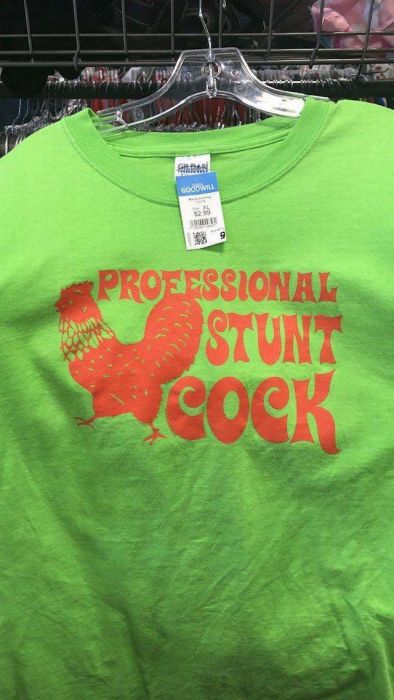 GILDAN
GOODWILL
XL
$2.99
PROFESSIONAL
STUNT
COCK